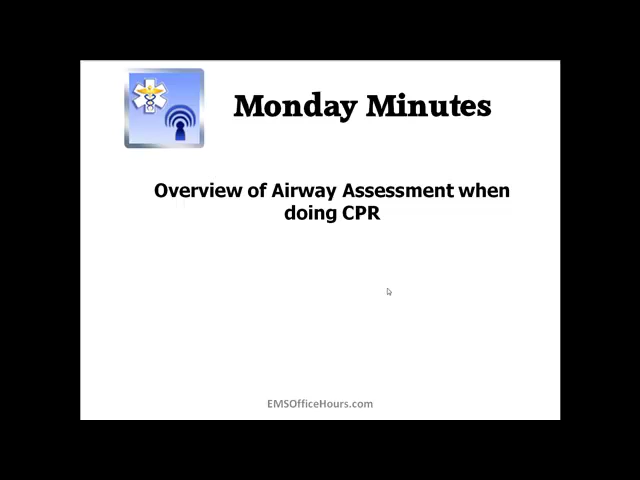 Monday Minutes
Overview of Airway Assessment when
doing CPR
EMSOfficeHours.com